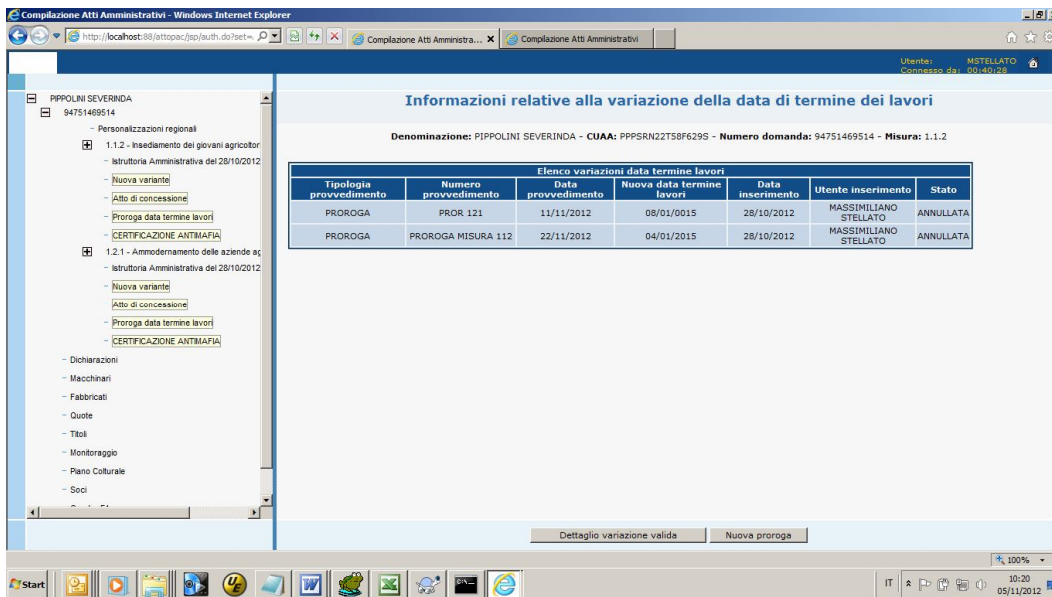 Compilazione Atti Amministrativi - Windows Internet Explorer
http://localhost:88/attopac/jsp/auth.do?set=
Compilazione Atti Amministra...
Compilazione Atti Amministrativi
Utente: MSTELLATO
Connesso da: 00:40:28
PIPPOLINI SEVERINDA
94751469514
Personalizzazioni regionali
1.1.2 - Insediamento dei giovani agricoltor
Istruttoria Amministrativa del 28/10/2012
Nuova variante
Atto di concessione
Proroga data termine lavori
CERTIFICAZIONE ANTIMAFIA
1.2.1 - Ammodernamento delle aziende ag
Istruttoria Amministrativa del 28/10/2012
Nuova variante
Atto di concessione
Proroga data termine lavori
CERTIFICAZIONE ANTIMAFIA
Dichiarazioni
Macchinari
Fabbricati
Quote
Titoli
Monitoraggio
Piano Colturale
Soci
Informazioni relative alla variazione della data di termine dei lavori
Denominazione: PIPPOLINI SEVERINDA - CUAA: PPPSRN22T58F629S - Numero domanda: 94751469514 - Misura: 1.1.2
Elenco variazioni data termine lavori
Tipologia provvedimento Numero provvedimento Data provvedimento Nuova data termine lavori Data inserimento Utente inserimento Stato
PROROGA PROR 121 11/11/2012 08/01/0015 28/10/2012 MASSIMILIANO STELLATO ANNULLATA
PROROGA PROROGA MISURA 112 22/11/2012 04/01/2015 28/10/2012 MASSIMILIANO STELLATO ANNULLATA
Dettaglio variazione valida
Nuova proroga
100%
Start
IT
10:20
05/11/2012